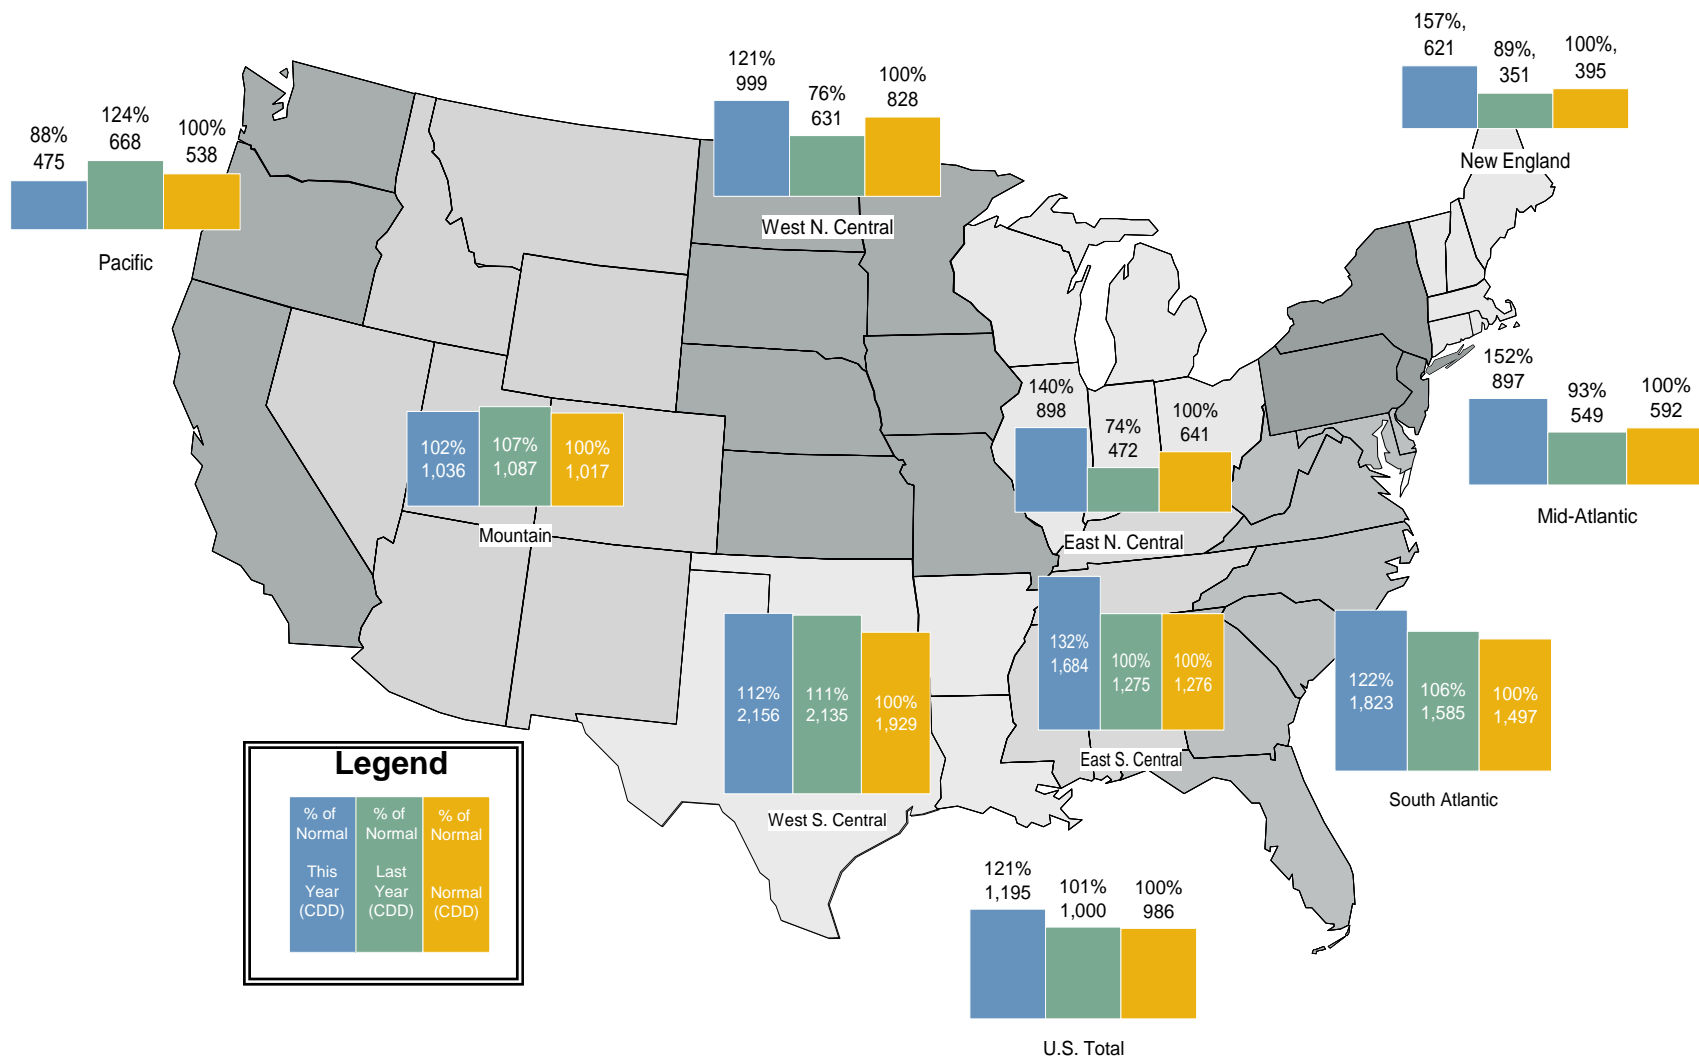 157%,
621
89%,
351
100%,
395
New England
121%
999
76%
631
100%
828
West N. Central
88%
475
124%
668
100%
538
Pacific
152%
897
93%
549
100%
592
Mid-Atlantic
140%
898
74%
472
100%
641
East N. Central
102%
1,036
107%
1,087
100%
1,017
Mountain
132%
1,684
100%
1,275
100%
1,276
East S. Central
112%
2,156
111%
2,135
100%
1,929
West S. Central
122%
1,823
106%
1,585
100%
1,497
South Atlantic
Legend
% of
Normal
This
Year
(CDD)
% of
Normal
Last
Year
(CDD)
% of
Normal
Normal
(CDD)
121%
1,195
101%
1,000
100%
986
U.S. Total